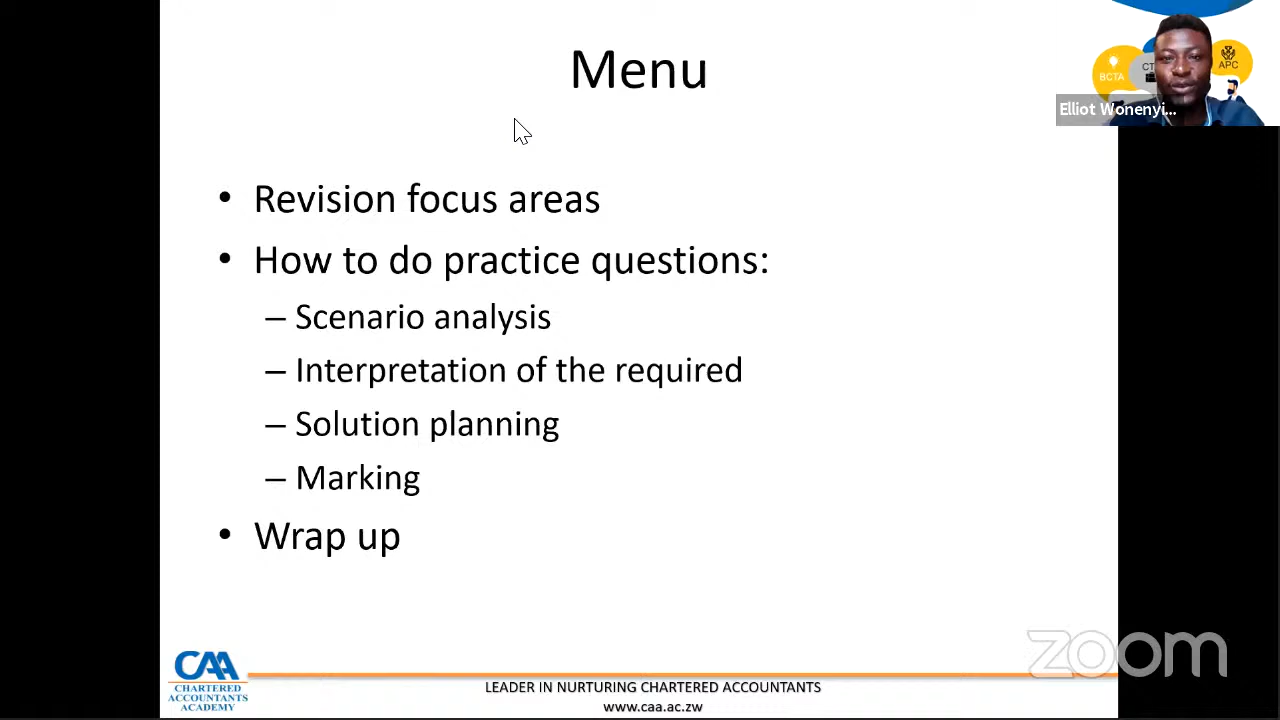 Menu
BCTA
CT
APC
Elliot Wonenyi...
• Revision focus areas
• How to do practice questions:
– Scenario analysis
– Interpretation of the required
– Solution planning
– Marking
• Wrap up
zoom
CAA
CHARTERED
ACCOUNTANTS
ACADEMY
LEADER IN NURTURING CHARTERED ACCOUNTANTS
www.caa.ac.zw